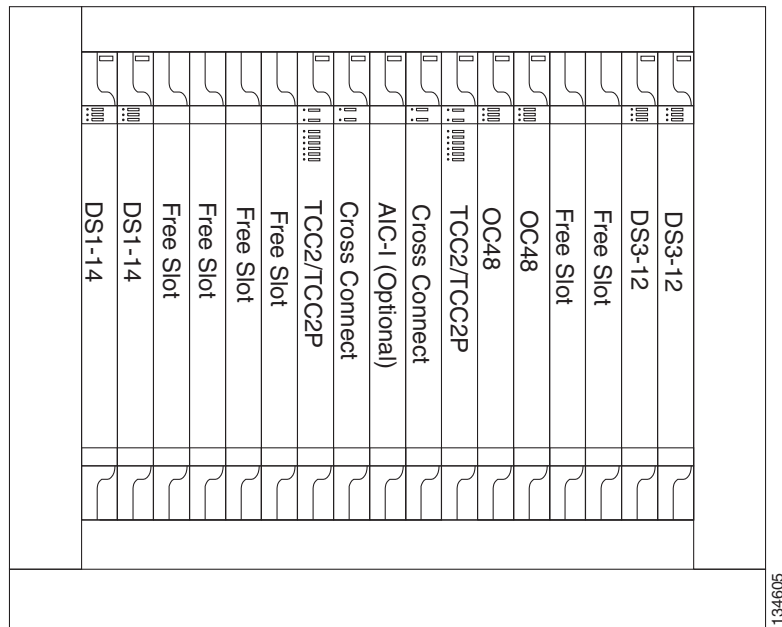 DS1-14
DS1-14
Free Slot
Free Slot
Free Slot
Free Slot
TCC2/TCC2P
Cross Connect
AIC-I (Optional)
Cross Connect
TCC2/TCC2P
OC48
OC48
Free Slot
Free Slot
DS3-12
DS3-12
134605